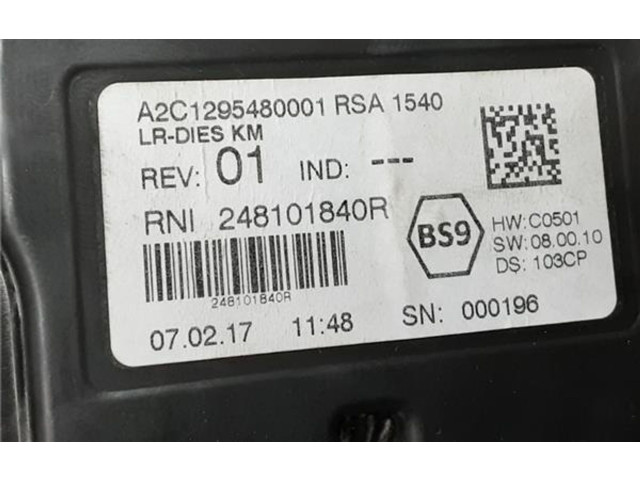 A2C1295480001 RSA 1540
LR-DIES KM
REV: 01 IND: ---
RNI 248101840R
BS9
HW:C0501
SW:08.00.10
DS: 103CP
248101840R
07.02.17 11:48 SN: 000196